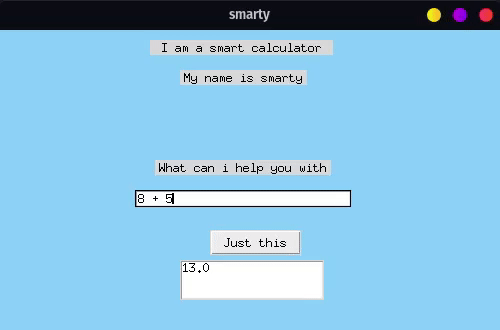 smarty
I am a smart calculator
My name is smarty
What can i help you with
8 + 5
Just this
13.0